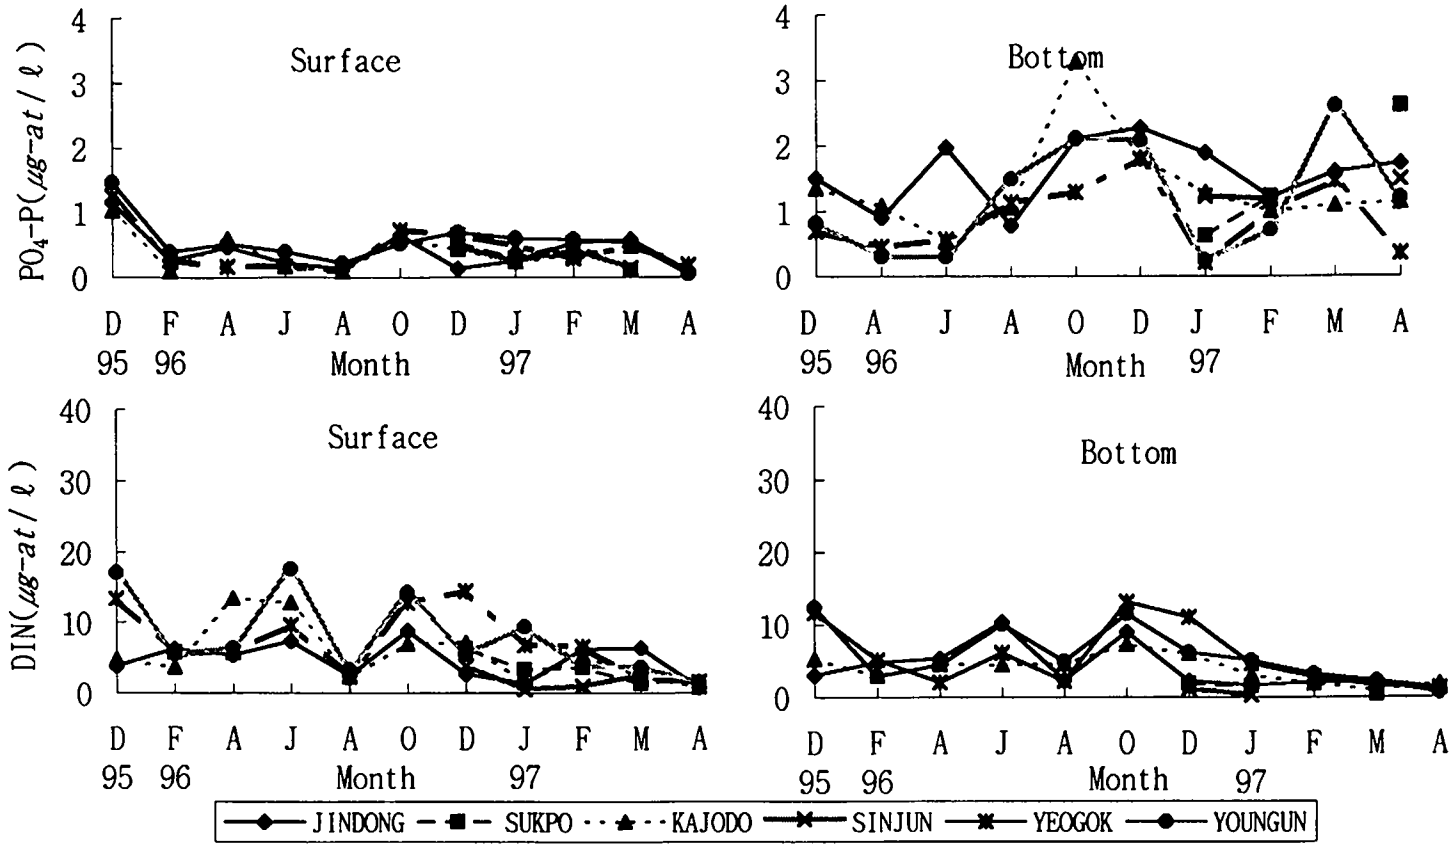 PO4-P(µg-at/ℓ)
Surface
4
3
2
1
0
D F A J A O D J F M A
95 96 Month 97
Bottom
4
3
2
1
0
D A J A O D J F M A
95 96 Month 97
DIN(µg-at/ℓ)
Surface
40
30
20
10
0
D F A J A O D J F M A
95 96 Month 97
Bottom
40
30
20
10
0
D F A J A O D J F M A
95 96 Month 97
JINDONG SUKPO KAJODO SINJUN YEOGOK YOUNGUN